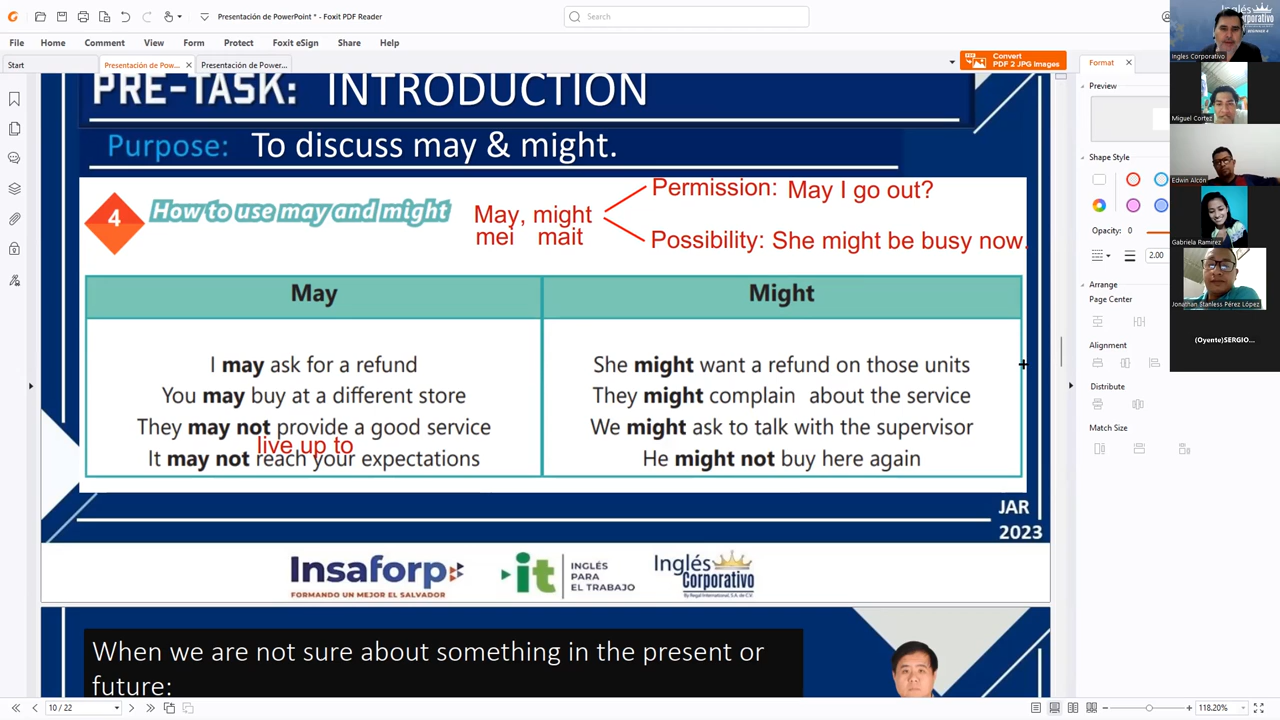 Presentación de PowerPoint * - Foxit PDF Reader
Search
File Home Comment View Form Protect Foxit eSign Share Help
Convert
PDF 2 JPG Images
Start
Presentación de Pow...
Presentación de Power...
Format
Preview
Shape Style
Opacity: 0
2.00
Arrange
Page Center
Alignment
Distribute
Match Size
PRE-TASK: INTRODUCTION
Purpose: To discuss may & might.
4
How to use may and might
May, might
mei mait
Permission: May I go out?
Possibility: She might be busy now.
May
Might
I may ask for a refund
You may buy at a different store
They may not provide a good service
live up to
It may not reach your expectations
She might want a refund on those units
They might complain about the service
We might ask to talk with the supervisor
He might not buy here again
JAR
2023
Insaforp
FORMANDO UN MEJOR EL SALVADOR
it
INGLÉS
PARA
EL TRABAJO
Inglés
Corporativo
By Regal International, S.A. de C.V.
When we are not sure about something in the present or
future:
10 / 22
118.20%
Inglés
Corporativo
BEGINNER 4
Ingles Corporativo
Miguel Cortez
Edwin Alcón
Gabriela Ramirez
Jonathan Stanless Pérez López
(Oyente)SERGIO...